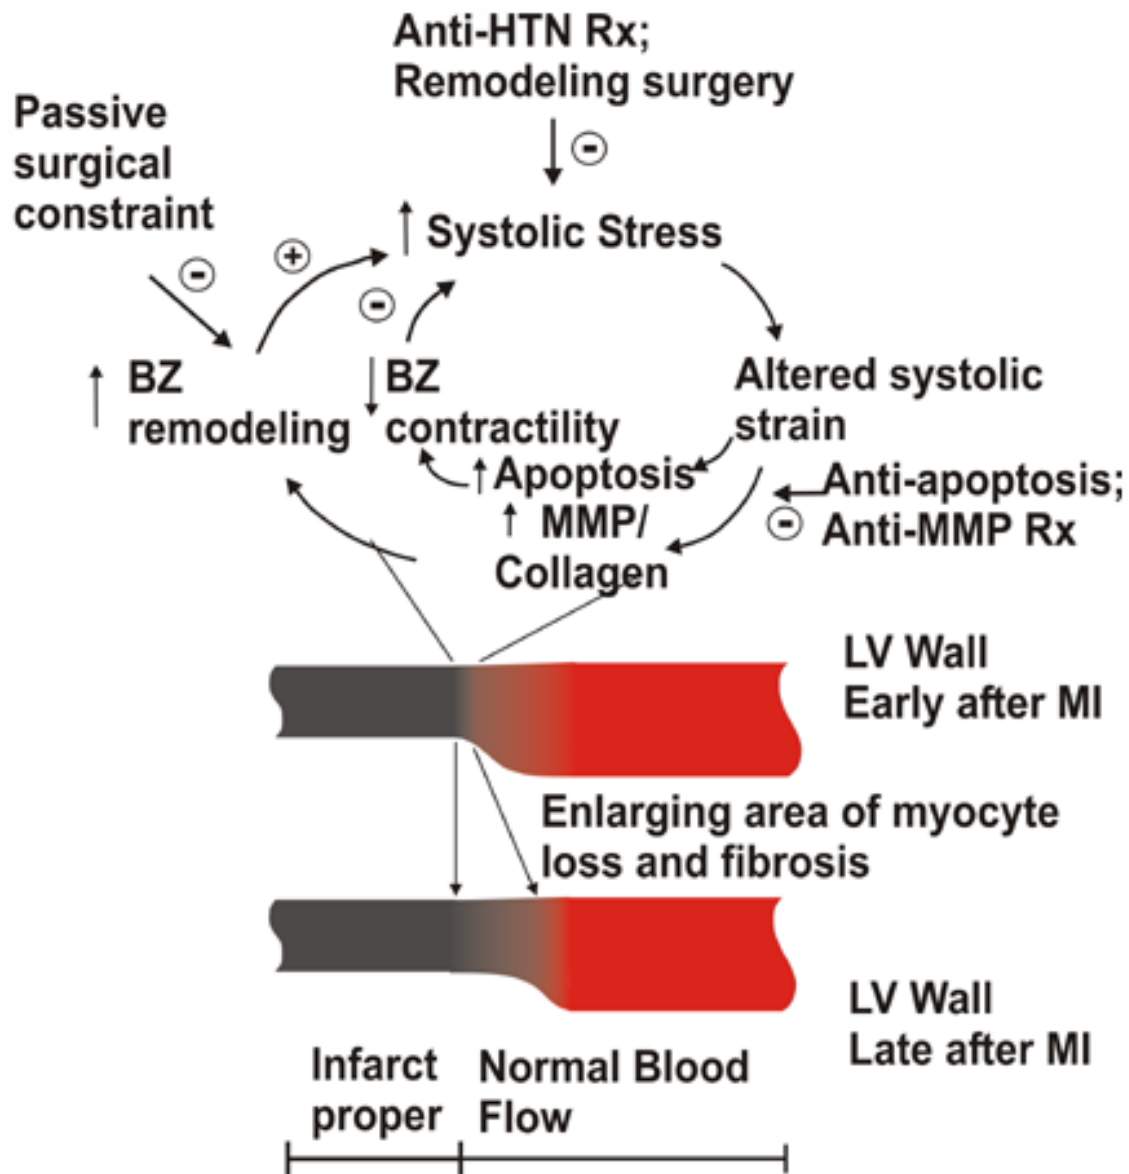 Anti-HTN Rx;
Remodeling surgery
Passive
surgical
constraint
-
-
+
↑ Systolic Stress
-
↑ BZ
remodeling
↓ BZ
contractility
Altered systolic
strain
↑ Apoptosis
↑ MMP/
Collagen
Anti-apoptosis;
- Anti-MMP Rx
LV Wall
Early after MI
Enlarging area of myocyte
loss and fibrosis
LV Wall
Late after MI
Infarct
proper
Normal Blood
Flow